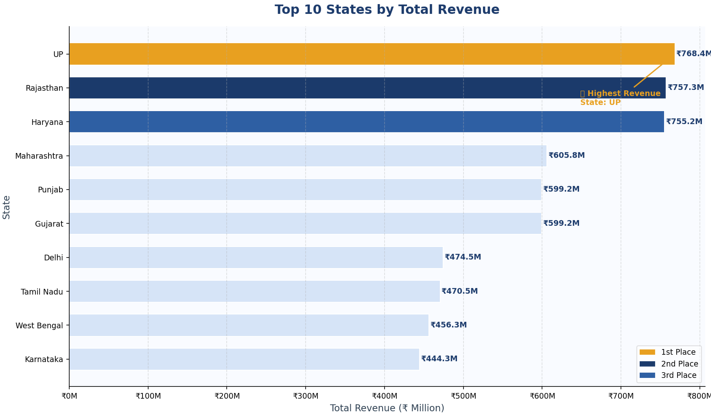 Top 10 States by Total Revenue
UP
₹768.4M
Rajasthan
₹757.3M
Highest Revenue
State: UP
Haryana
₹755.2M
Maharashtra
₹605.8M
Punjab
₹599.2M
Gujarat
₹599.2M
Delhi
₹474.5M
Tamil Nadu
₹470.5M
West Bengal
₹456.3M
Karnataka
₹444.3M
State
1st Place
2nd Place
3rd Place
₹0M ₹100M ₹200M ₹300M ₹400M ₹500M ₹600M ₹700M ₹800M
Total Revenue (₹ Million)